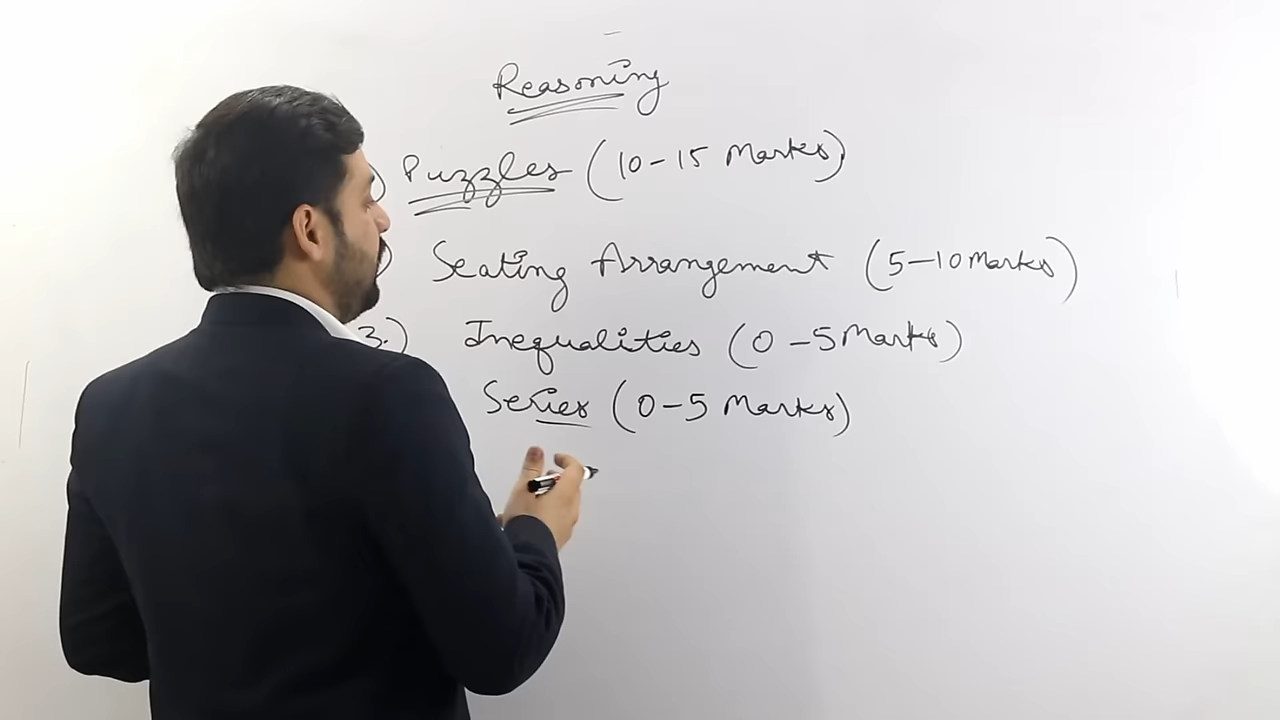 Reasoning
) Puzzles (10-15 Marks)
) Seating Arrangement (5-10 Marks)
3.) Inequalities (0-5 Marks)
Series (0-5 Marks)